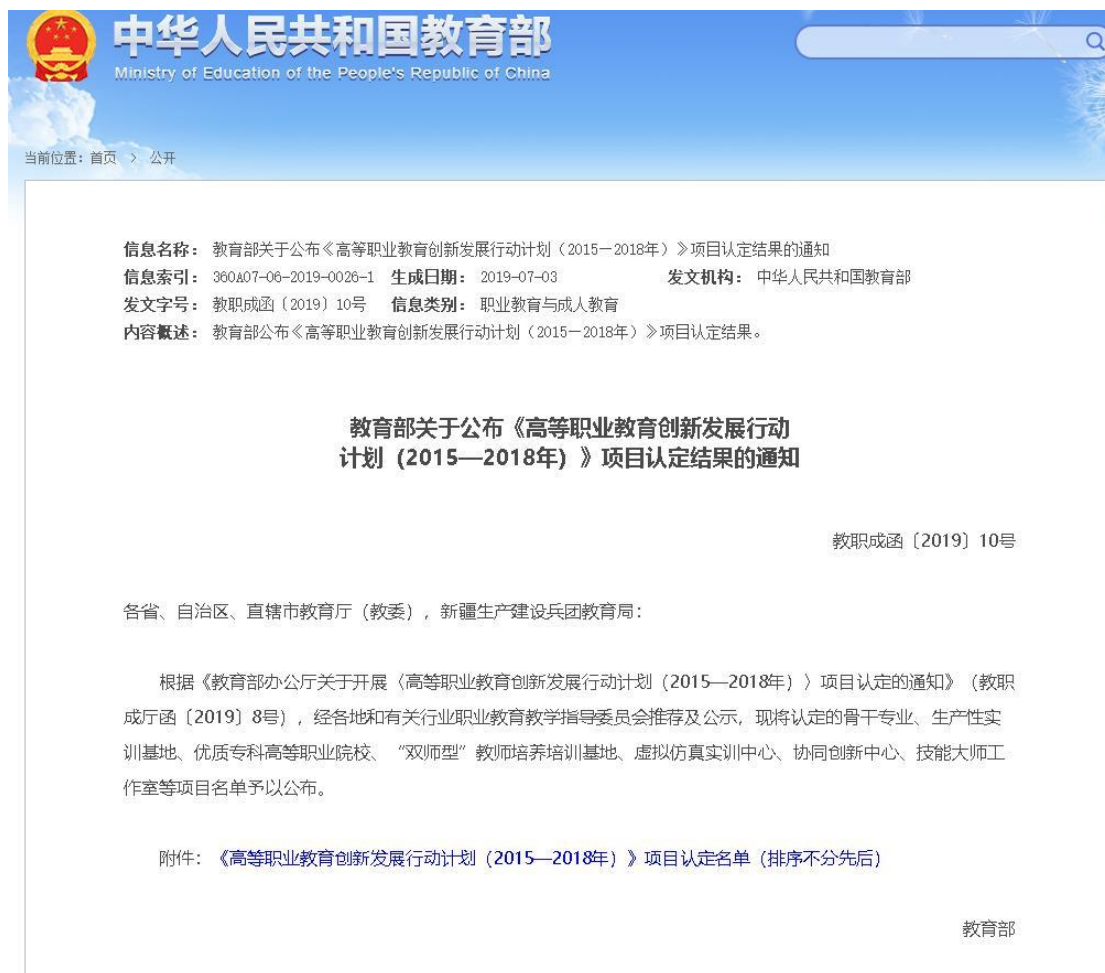 中华人民共和国教育部
Ministry of Education of the People's Republic of China
当前位置：首页 > 公开
信息名称： 教育部关于公布《高等职业教育创新发展行动计划（2015—2018年）》项目认定结果的通知
信息索引： 360A07-06-2019-0026-1 生成日期： 2019-07-03 发文机构： 中华人民共和国教育部
发文字号： 教职成函〔2019〕10号 信息类别： 职业教育与成人教育
内容概述： 教育部公布《高等职业教育创新发展行动计划（2015—2018年）》项目认定结果。
教育部关于公布《高等职业教育创新发展行动
计划（2015—2018年）》项目认定结果的通知
教职成函〔2019〕10号
各省、自治区、直辖市教育厅（教委），新疆生产建设兵团教育局：
根据《教育部办公厅关于开展〈高等职业教育创新发展行动计划（2015—2018年）〉项目认定的通知》（教职
成厅函〔2019〕8号），经各地和有关行业职业教育教学指导委员会推荐及公示，现将认定的骨干专业、生产性实
训基地、优质专科高等职业院校、“双师型”教师培养培训基地、虚拟仿真实训中心、协同创新中心、技能大师工
作室等项目名单予以公布。
附件：《高等职业教育创新发展行动计划（2015—2018年）》项目认定名单（排序不分先后）
教育部